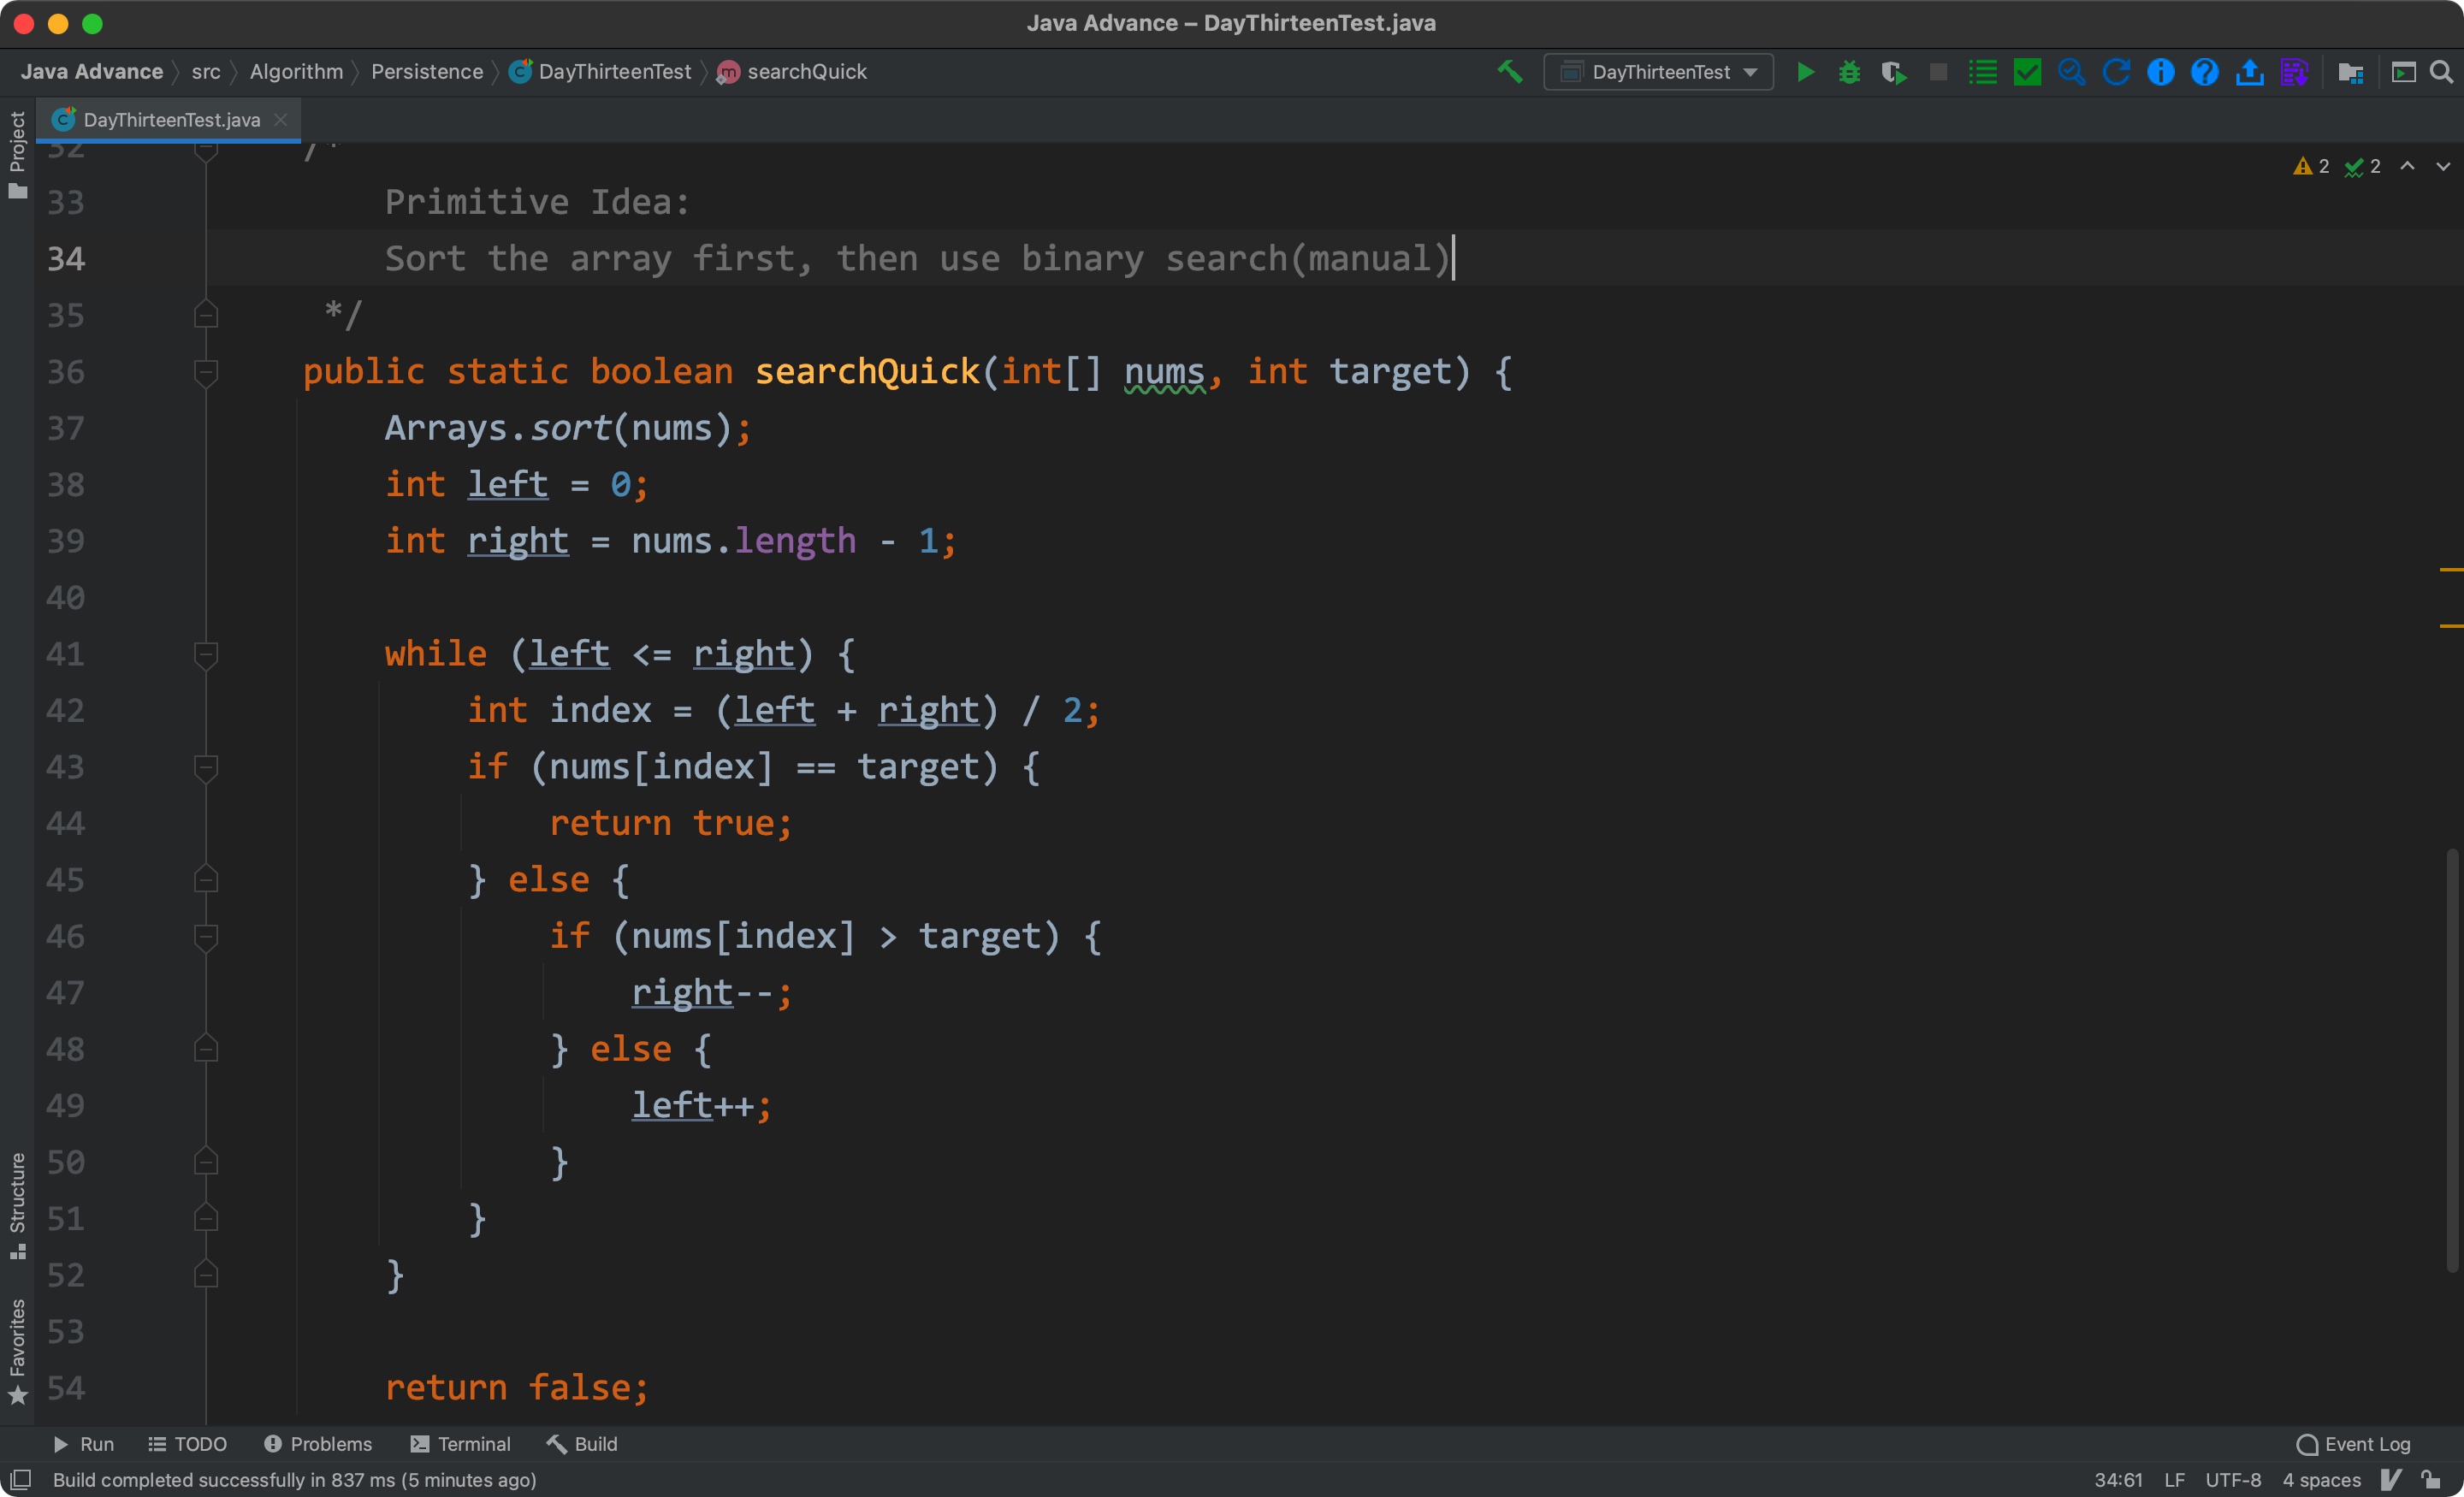 Java Advance – DayThirteenTest.java
Java Advance src Algorithm Persistence DayThirteenTest searchQuick DayThirteenTest
Project
DayThirteenTest.java
32 /*
2 2
33 Primitive Idea:
34 Sort the array first, then use binary search(manual)
35 */
36 public static boolean searchQuick(int[] nums, int target) {
37 Arrays.sort(nums);
38 int left = 0;
39 int right = nums.length - 1;
40
41 while (left <= right) {
42 int index = (left + right) / 2;
43 if (nums[index] == target) {
44 return true;
45 } else {
46 if (nums[index] > target) {
47 right--;
48 } else {
49 left++;
50 }
51 }
52 }
53
54 return false;
Structure
Favorites
Run TODO Problems Terminal Build Event Log
Build completed successfully in 837 ms (5 minutes ago) 34:61 LF UTF-8 4 spaces